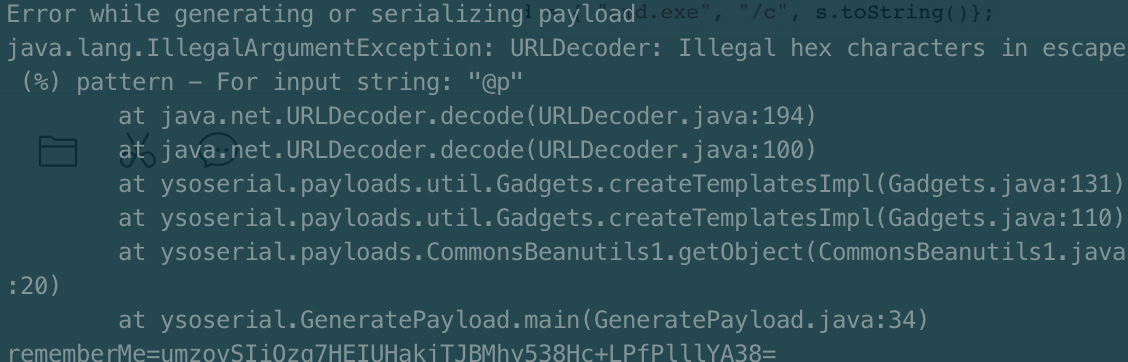 Error while generating or serializing payload
d.exe", "/c", s.toString()};
java.lang.IllegalArgumentException: URLDecoder: Illegal hex characters in escape
(%) pattern – For input string: "@p"
at java.net.URLDecoder.decode(URLDecoder.java:194)
at java.net.URLDecoder.decode(URLDecoder.java:100)
at ysoserial.payloads.util.Gadgets.createTemplatesImpl(Gadgets.java:131)
at ysoserial.payloads.util.Gadgets.createTemplatesImpl(Gadgets.java:110)
at ysoserial.payloads.CommonsBeanutils1.getObject(CommonsBeanutils1.java
:20)
at ysoserial.GeneratePayload.main(GeneratePayload.java:34)
rememberMe=umzovSIiOzg7HEIUHakjTJBMhv538Hc+LPfPlllYA38=